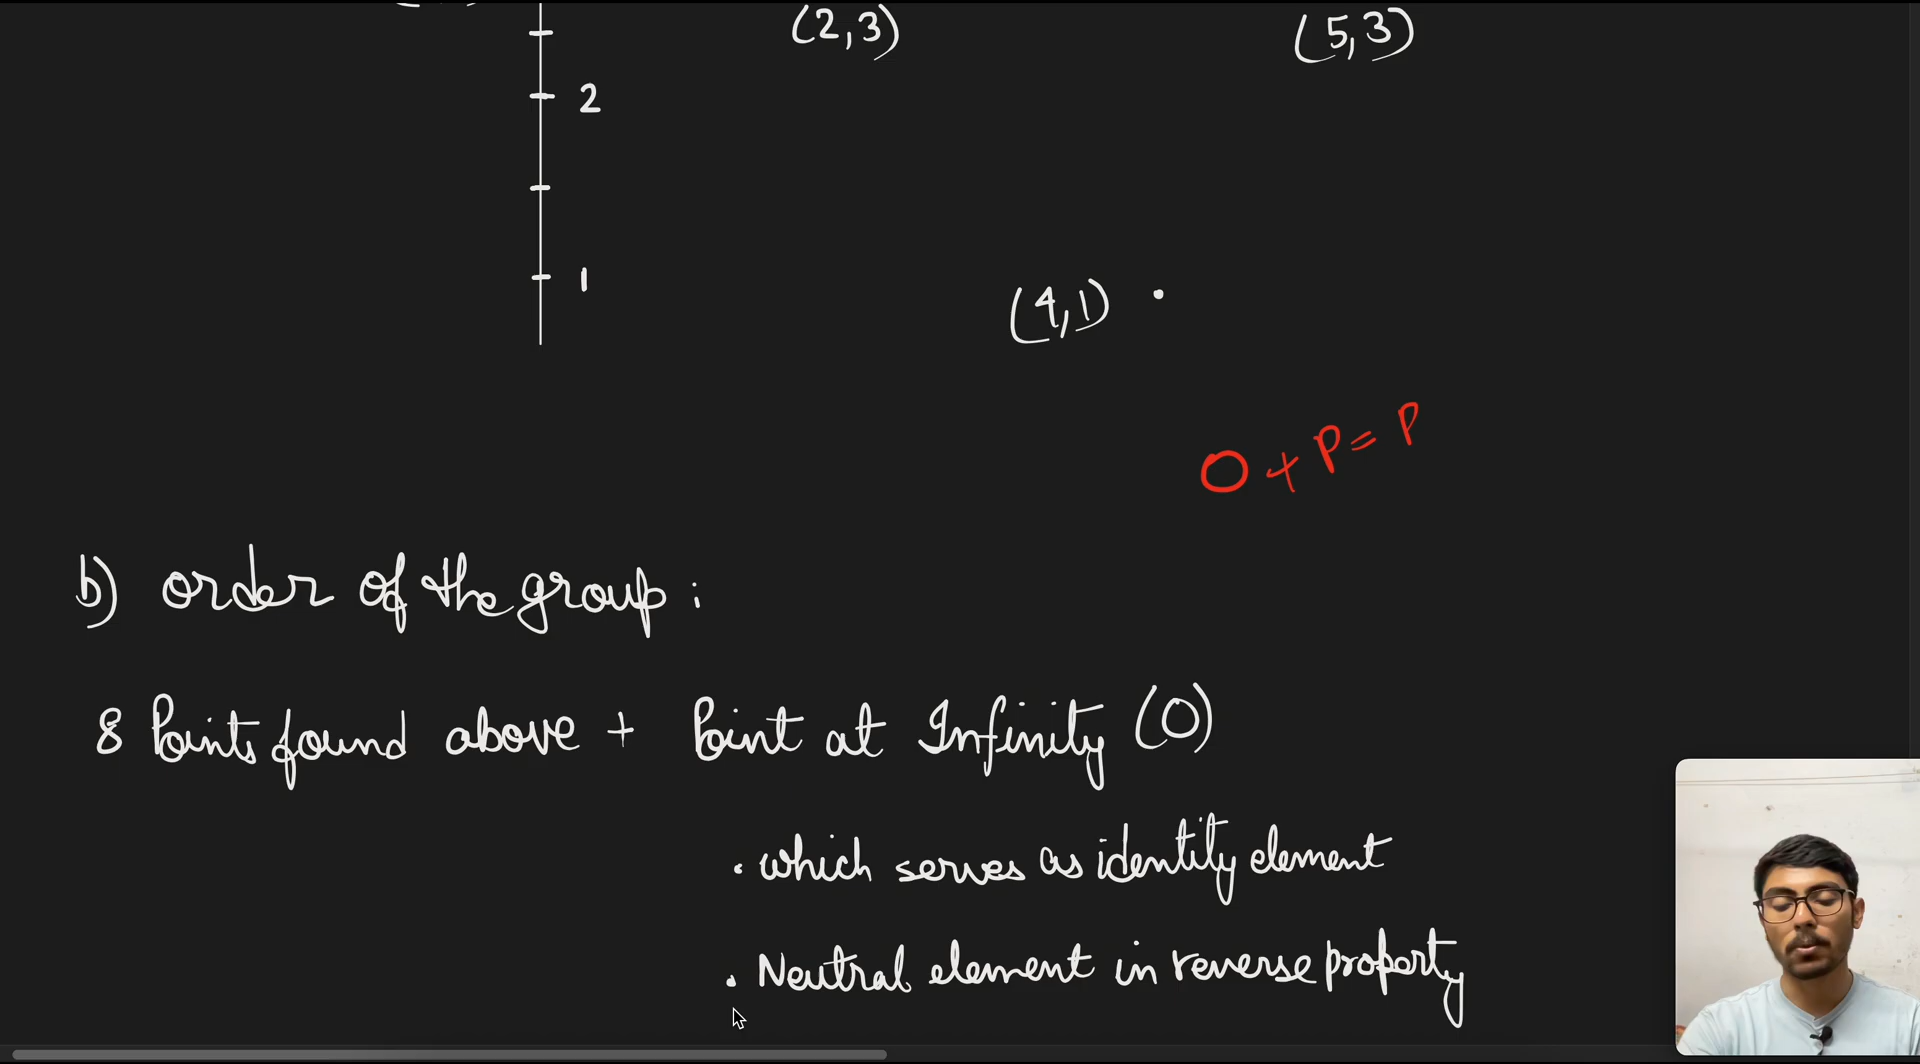 (2,3) (5,3)
2
1
(4,1)
O + P = P
b) order of the group :
8 Points found above + Point at Infinity (O)
• which serves as identity element
• Neutral element in reverse property